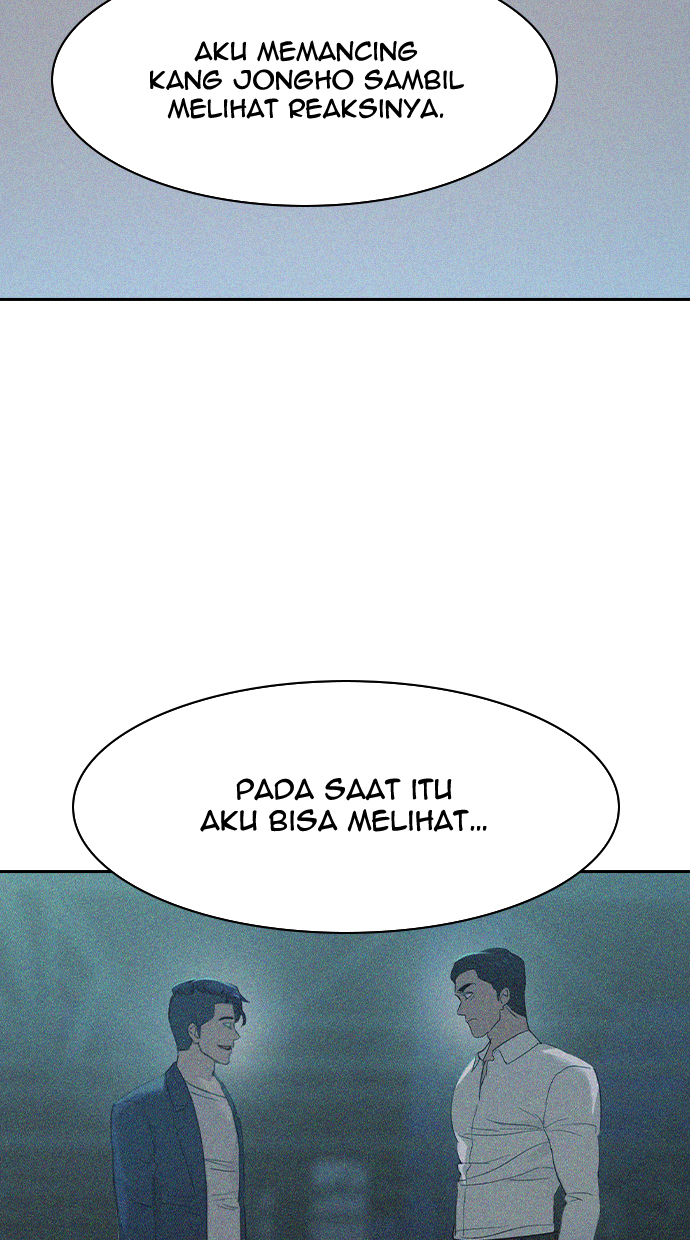 AKU MEMANCING
KANG JONGHO SAMBIL
MELIHAT REAKSINYA.
PADA SAAT ITU
AKU BISA MELIHAT...